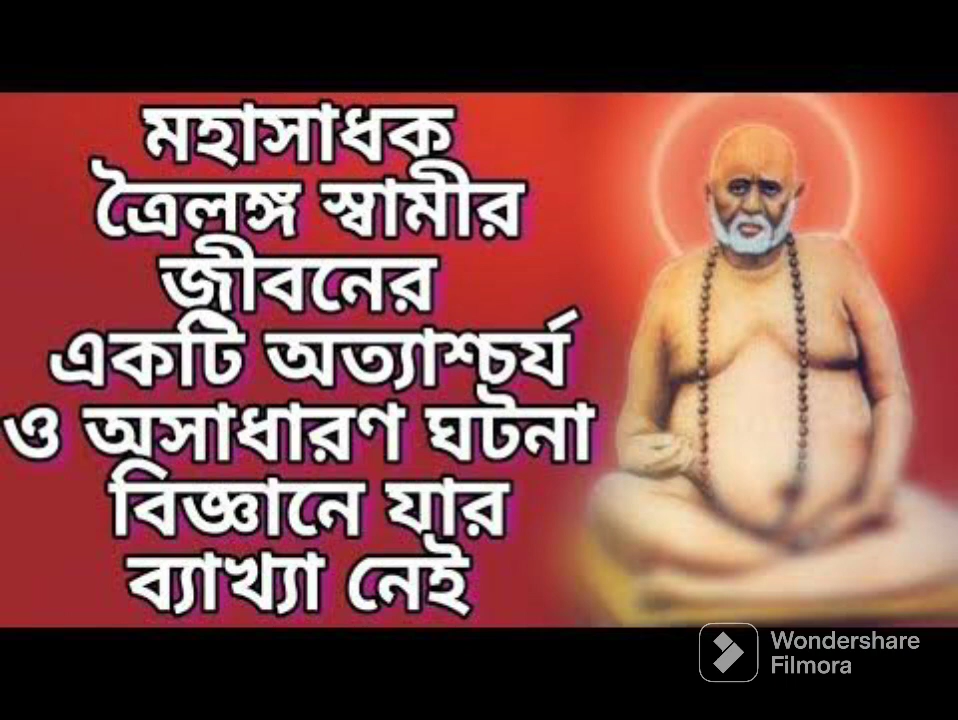 মহাসাধক
ত্রৈলঙ্গ স্বামীর
জীবনের
একটি অত্যাশ্চর্য
ও অসাধারণ ঘটনা
বিজ্ঞানে যার
ব্যাখ্যা নেই
Wondershare
Filmora